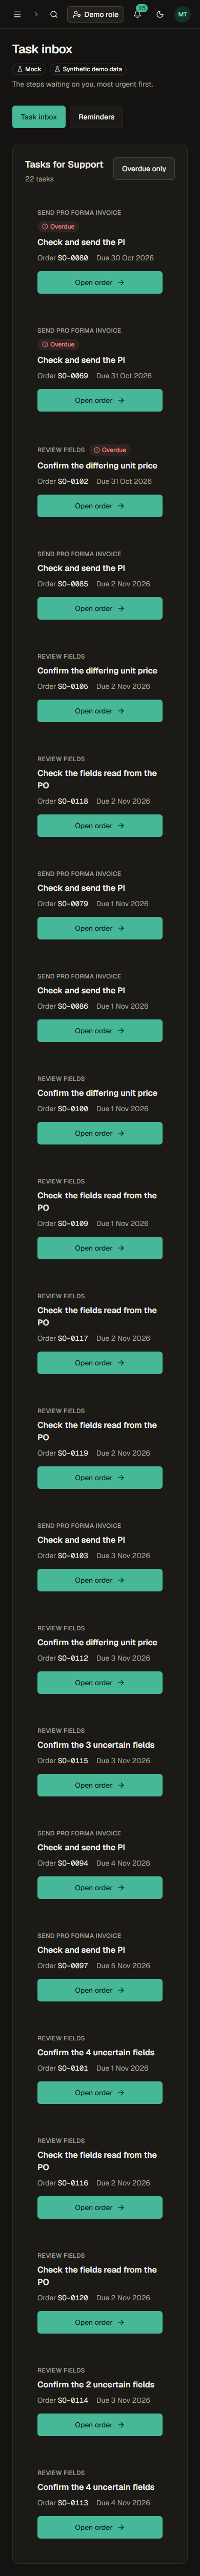 Demo role
15
MT
Task inbox
Mock
Synthetic demo data
The steps waiting on you, most urgent first.
Task inbox
Reminders
Tasks for Support
22 tasks
Overdue only
SEND PRO FORMA INVOICE
Overdue
Check and send the PI
Order SO-0080 Due 30 Oct 2026
Open order
SEND PRO FORMA INVOICE
Overdue
Check and send the PI
Order SO-0069 Due 31 Oct 2026
Open order
REVIEW FIELDS Overdue
Confirm the differing unit price
Order SO-0102 Due 31 Oct 2026
Open order
SEND PRO FORMA INVOICE
Check and send the PI
Order SO-0085 Due 2 Nov 2026
Open order
REVIEW FIELDS
Confirm the differing unit price
Order SO-0105 Due 2 Nov 2026
Open order
REVIEW FIELDS
Check the fields read from the
PO
Order SO-0118 Due 2 Nov 2026
Open order
SEND PRO FORMA INVOICE
Check and send the PI
Order SO-0079 Due 1 Nov 2026
Open order
SEND PRO FORMA INVOICE
Check and send the PI
Order SO-0086 Due 1 Nov 2026
Open order
REVIEW FIELDS
Confirm the differing unit price
Order SO-0100 Due 1 Nov 2026
Open order
REVIEW FIELDS
Check the fields read from the
PO
Order SO-0109 Due 1 Nov 2026
Open order
REVIEW FIELDS
Check the fields read from the
PO
Order SO-0117 Due 2 Nov 2026
Open order
REVIEW FIELDS
Check the fields read from the
PO
Order SO-0119 Due 2 Nov 2026
Open order
SEND PRO FORMA INVOICE
Check and send the PI
Order SO-0103 Due 3 Nov 2026
Open order
REVIEW FIELDS
Confirm the differing unit price
Order SO-0112 Due 3 Nov 2026
Open order
REVIEW FIELDS
Confirm the 3 uncertain fields
Order SO-0115 Due 3 Nov 2026
Open order
SEND PRO FORMA INVOICE
Check and send the PI
Order SO-0094 Due 4 Nov 2026
Open order
SEND PRO FORMA INVOICE
Check and send the PI
Order SO-0097 Due 5 Nov 2026
Open order
REVIEW FIELDS
Confirm the 4 uncertain fields
Order SO-0101 Due 1 Nov 2026
Open order
REVIEW FIELDS
Check the fields read from the
PO
Order SO-0116 Due 2 Nov 2026
Open order
REVIEW FIELDS
Check the fields read from the
PO
Order SO-0120 Due 2 Nov 2026
Open order
REVIEW FIELDS
Confirm the 2 uncertain fields
Order SO-0114 Due 3 Nov 2026
Open order
REVIEW FIELDS
Confirm the 4 uncertain fields
Order SO-0113 Due 4 Nov 2026
Open order